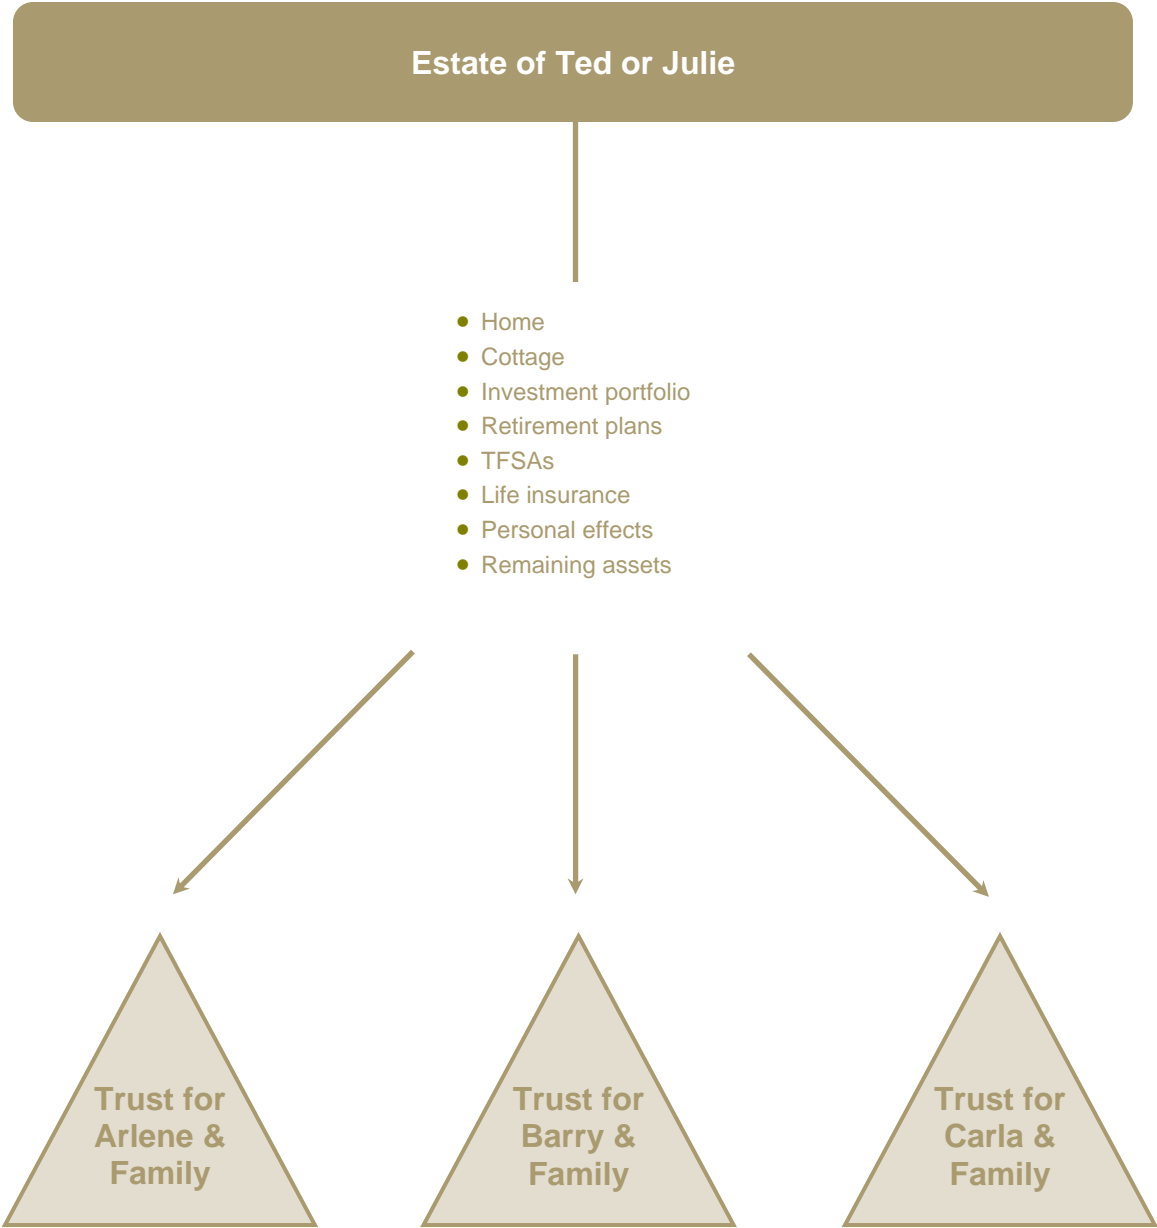 Estate of Ted or Julie
● Home
● Cottage
● Investment portfolio
● Retirement plans
● TFSAs
● Life insurance
● Personal effects
● Remaining assets
Trust for
Arlene &
Family
Trust for
Barry &
Family
Trust for
Carla &
Family